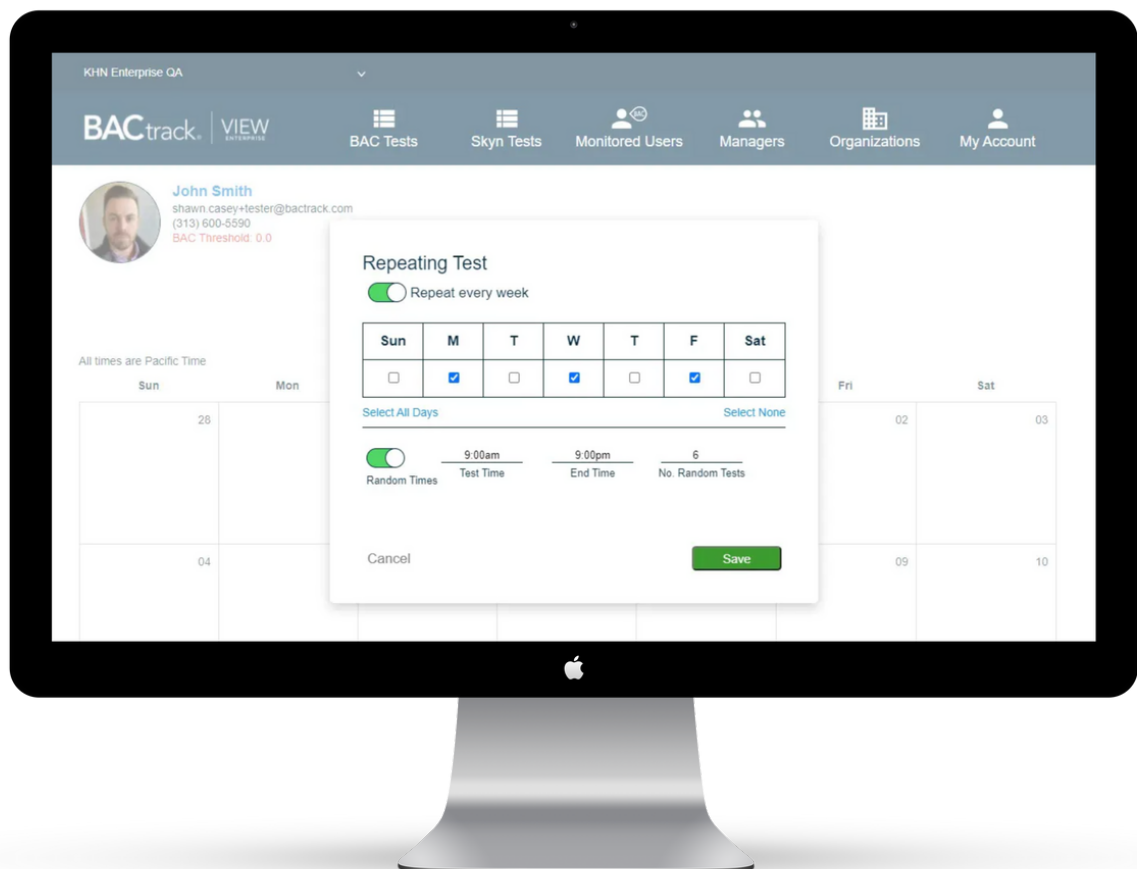 KHN Enterprise QA
BACtrack. VIEW
ENTERPRISE
BAC Tests Skyn Tests BAC Monitored Users Managers Organizations My Account
John Smith
shawn.casey+tester@bactrack.com
(313) 600-5590
BAC Threshold: 0.0
Repeating Test
Repeat every week
Sun M T W T F Sat
Select All Days Select None
9:00am 9:00pm 6
Random Times Test Time End Time No. Random Tests
Cancel Save
All times are Pacific Time
Sun Mon Fri Sat
28 02 03
04 09 10